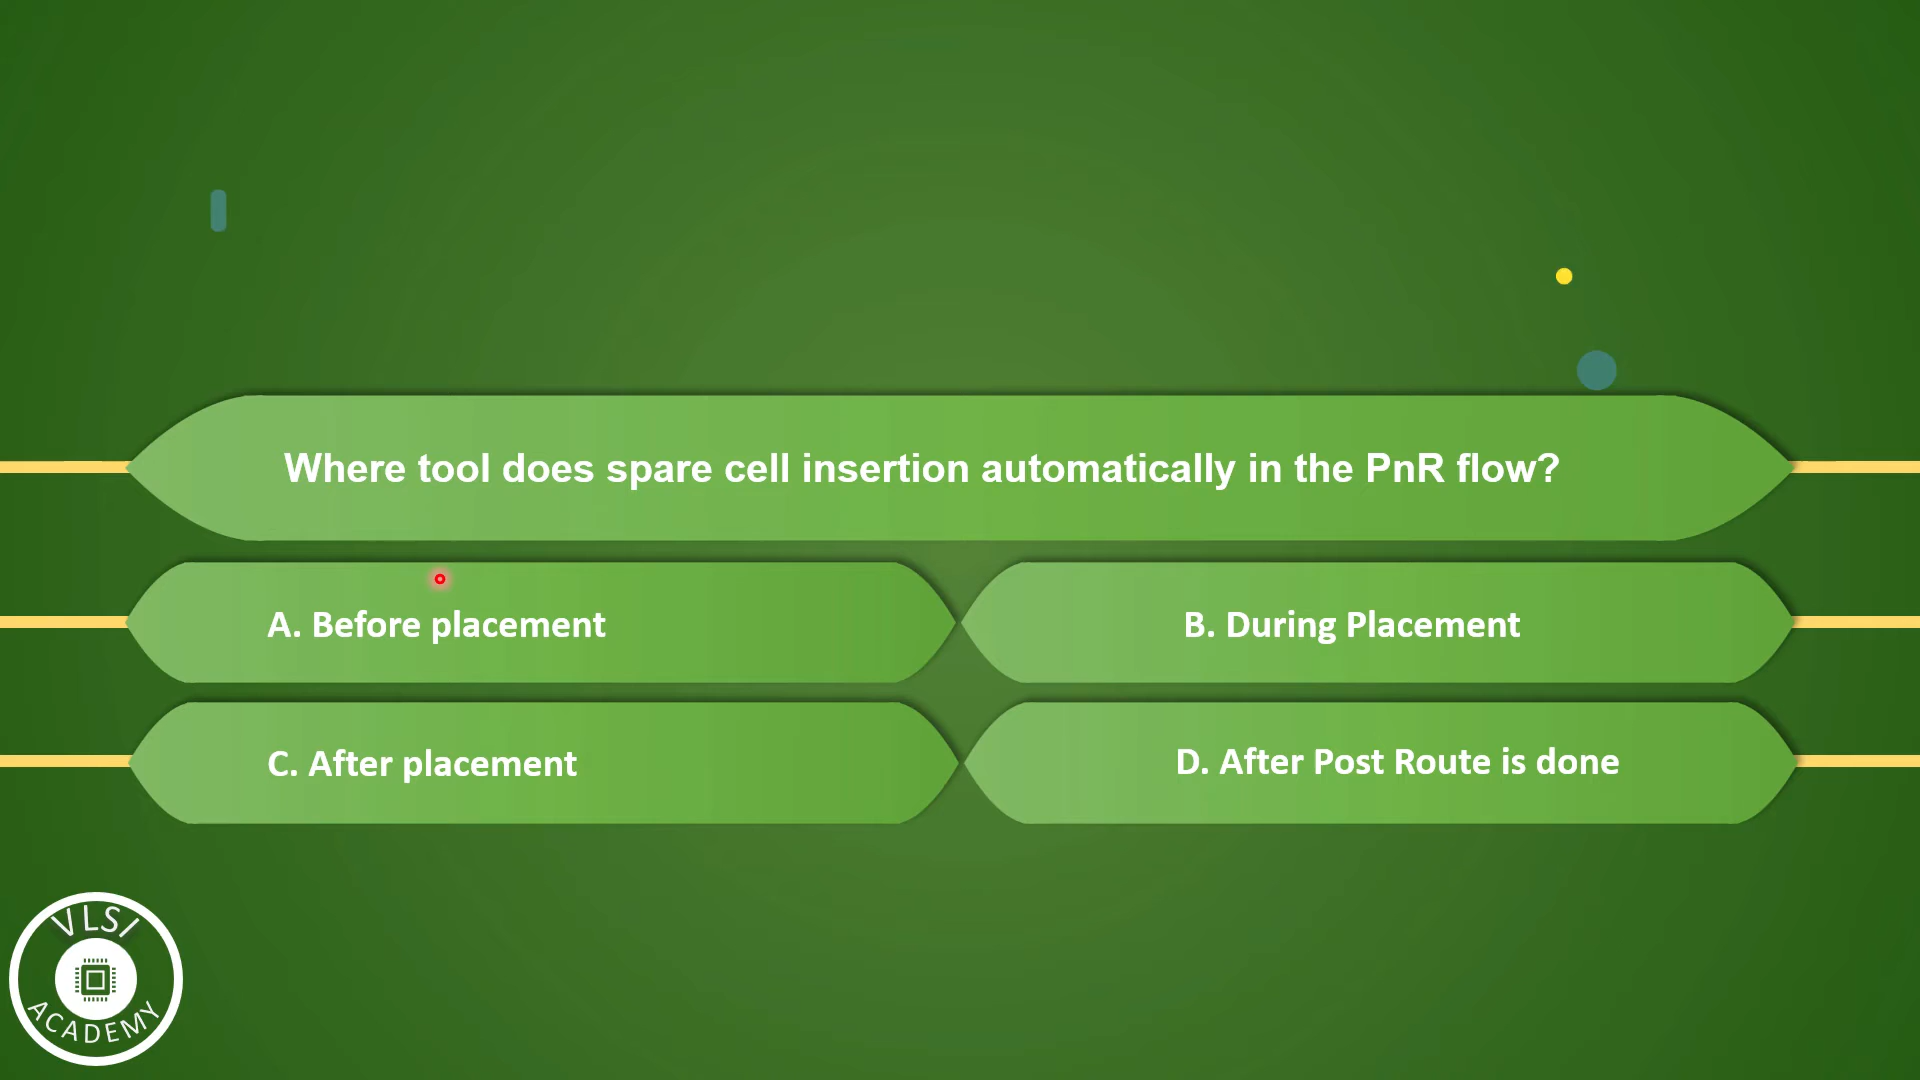 Where tool does spare cell insertion automatically in the PnR flow?
A. Before placement
B. During Placement
C. After placement
D. After Post Route is done
VLSI
ACADEMY